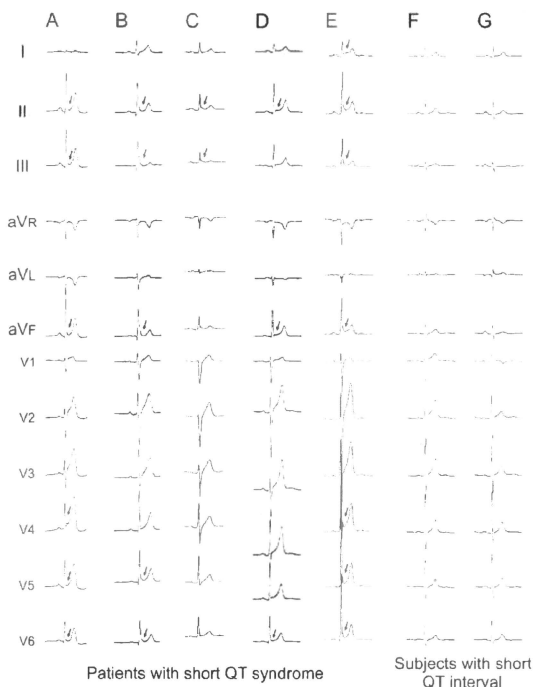 A B C D E F G
I
II
III
aVR
aVL
aVF
V1
V2
V3
V4
V5
V6
Patients with short QT syndrome
Subjects with short
QT interval